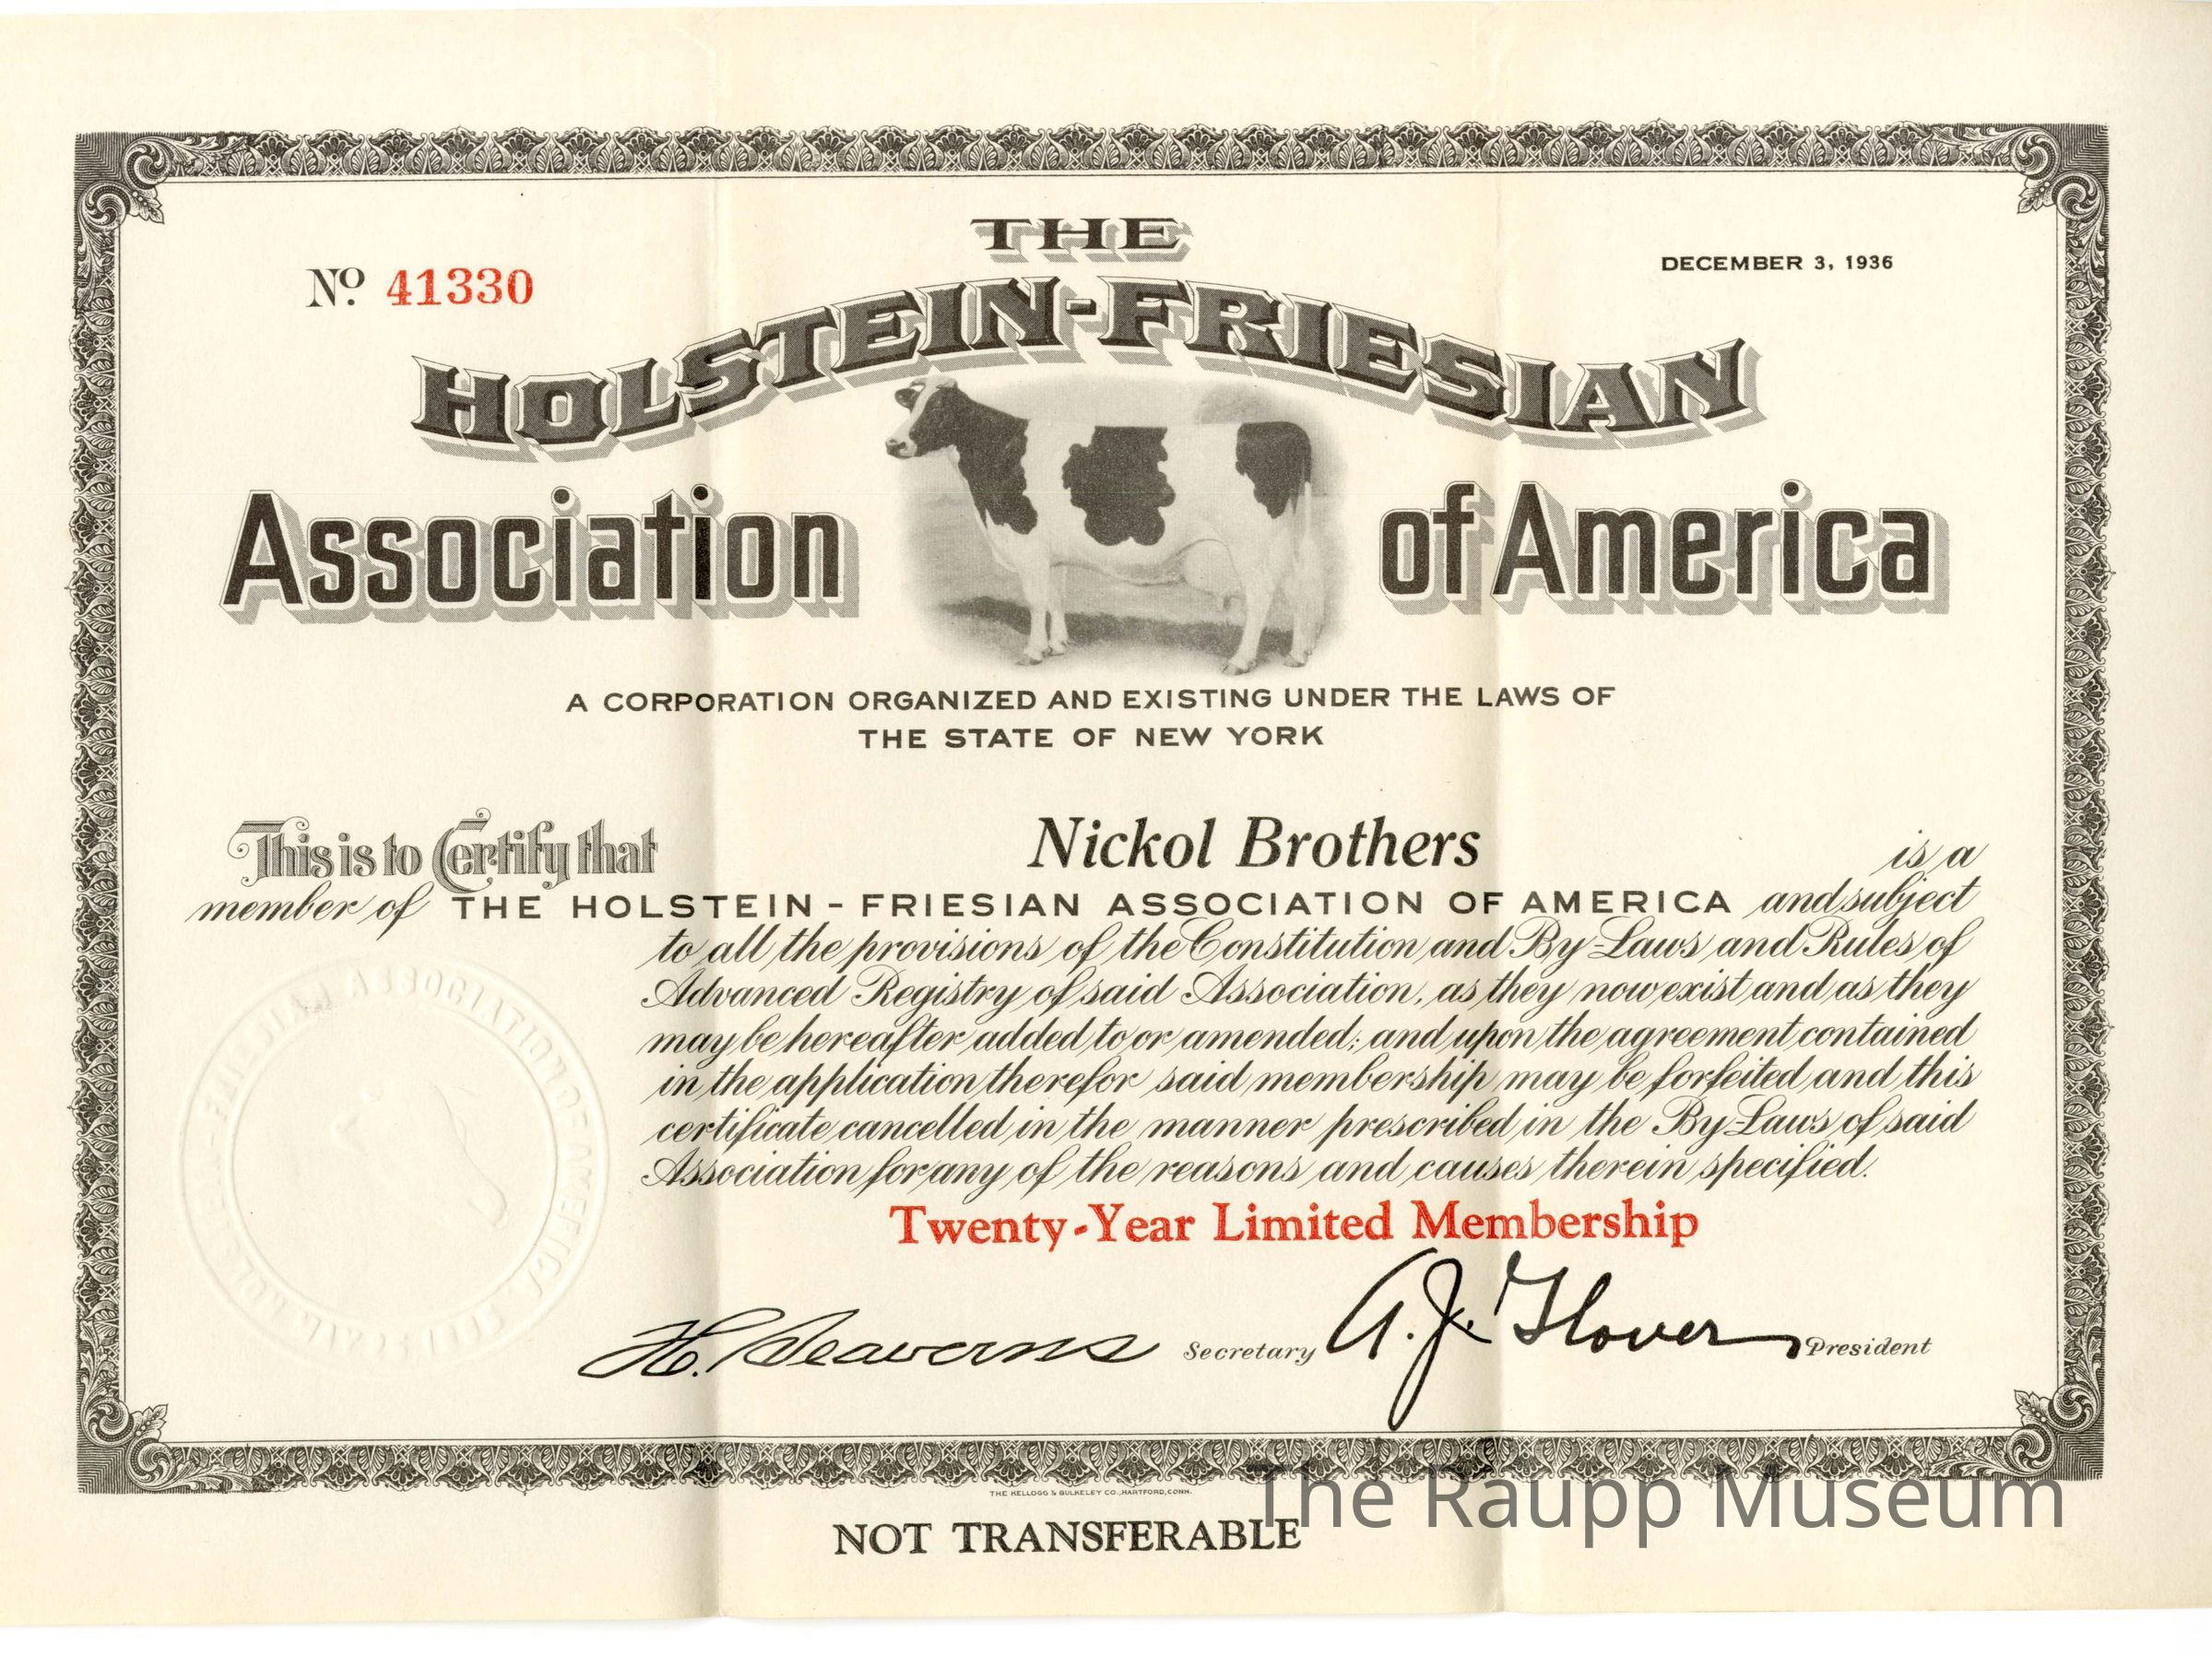 THE
Nº 41330
DECEMBER 3, 1936
HOLSTEIN-FRIESIAN
Association of America
A CORPORATION ORGANIZED AND EXISTING UNDER THE LAWS OF
THE STATE OF NEW YORK
This is to Certify that Nickol Brothers is a
member of THE HOLSTEIN-FRIESIAN ASSOCIATION OF AMERICA and subject
to all the provisions of the Constitution and By-Laws and Rules of
Advanced Registry of said Association, as they now exist and as they
may be hereafter added to or amended; and upon the agreement contained
in the application therefor said membership may be forfeited and this
certificate cancelled in the manner prescribed in the By-Laws of said
Association for any of the reasons and causes therein specified.
Twenty-Year Limited Membership
H. Seaverns Secretary A. J. Glover President
THE KELLOGG & BULKELEY CO., HARTFORD, CONN.
The Raupp Museum
NOT TRANSFERABLE